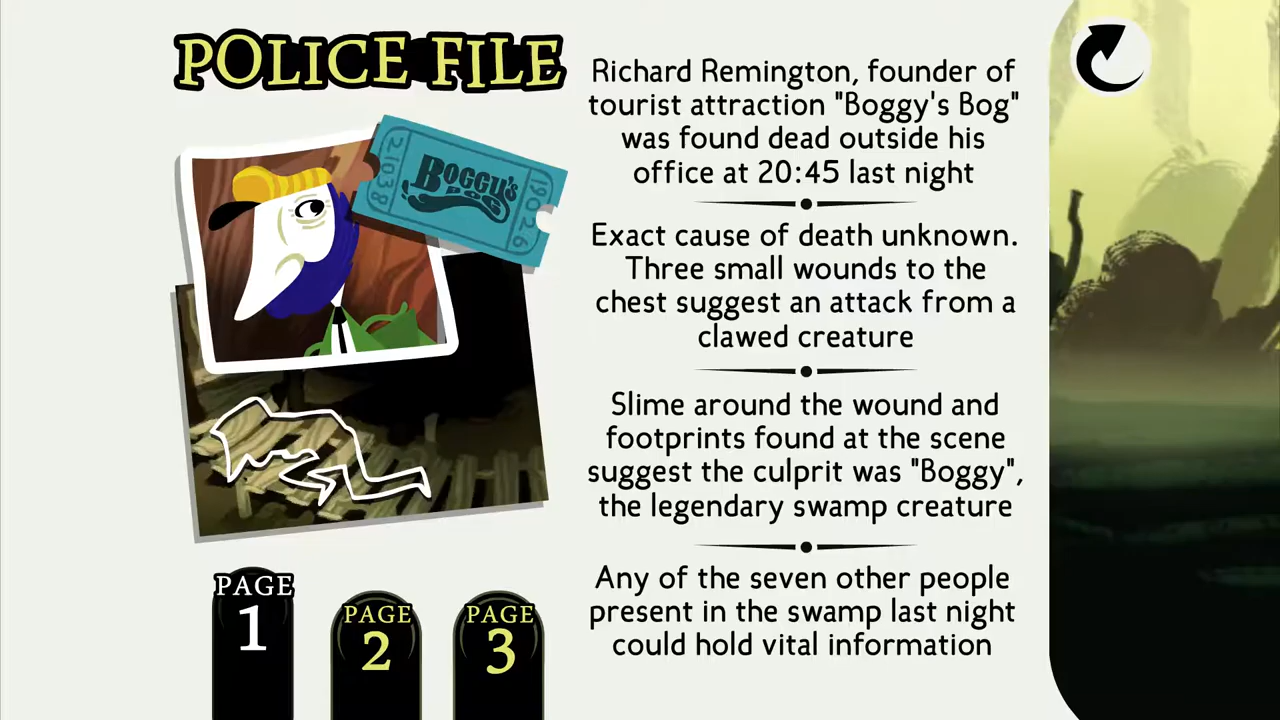 POLICE FILE
Richard Remington, founder of
tourist attraction "Boggy's Bog"
was found dead outside his
office at 20:45 last night
Exact cause of death unknown.
Three small wounds to the
chest suggest an attack from a
clawed creature
Slime around the wound and
footprints found at the scene
suggest the culprit was "Boggy",
the legendary swamp creature
Any of the seven other people
present in the swamp last night
could hold vital information
21038
BOGGY'S
BOG
19026
PAGE
1
PAGE
2
PAGE
3